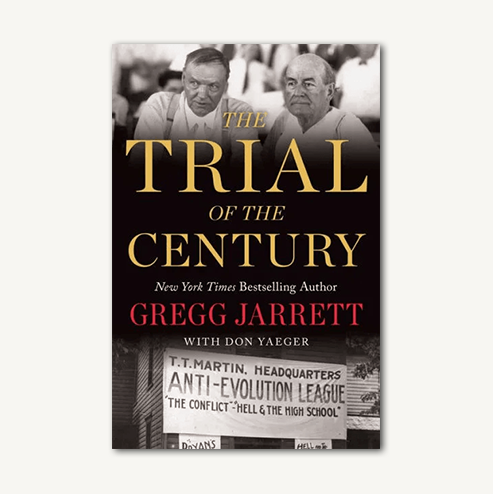 THE
TRIAL
OF THE
CENTURY
New York Times Bestselling Author
GREGG JARRETT
WITH DON YAEGER
T.T. MARTIN, HEADQUARTERS
ANTI-EVOLUTION LEAGUE
"THE CONFLICT"-"HELL & THE HIGH SCHOOL"